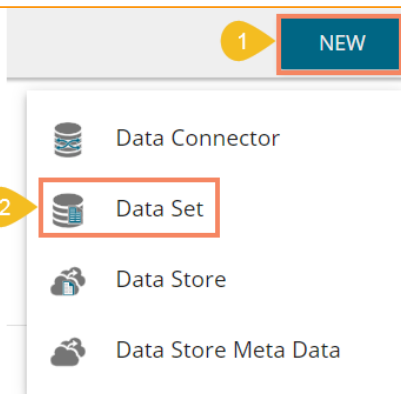 1 NEW
Data Connector
2 Data Set
Data Store
Data Store Meta Data